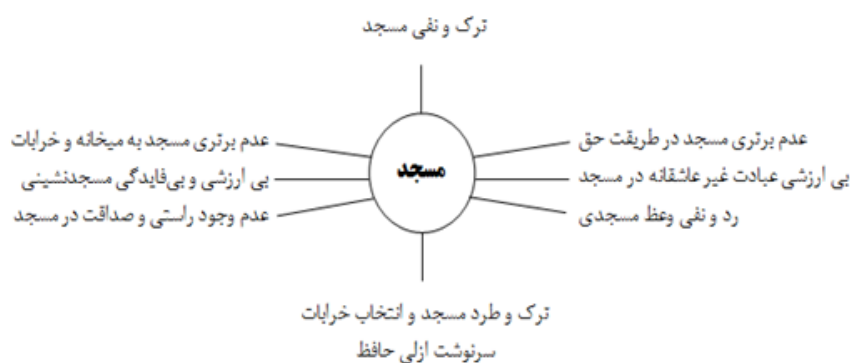 ترک و نفی مسجد
عدم برتری مسجد در طریقت حق
عدم برتری مسجد به میخانه و خرابات
بی ارزشی عبادت غیر عاشقانه در مسجد
مسجد
بی ارزشی و بی‌فایدگی مسجدنشینی
رد و نفی وعظ مسجدی
عدم وجود راستی و صداقت در مسجد
ترک و طرد مسجد و انتخاب خرابات
سرنوشت ازلی حافظ